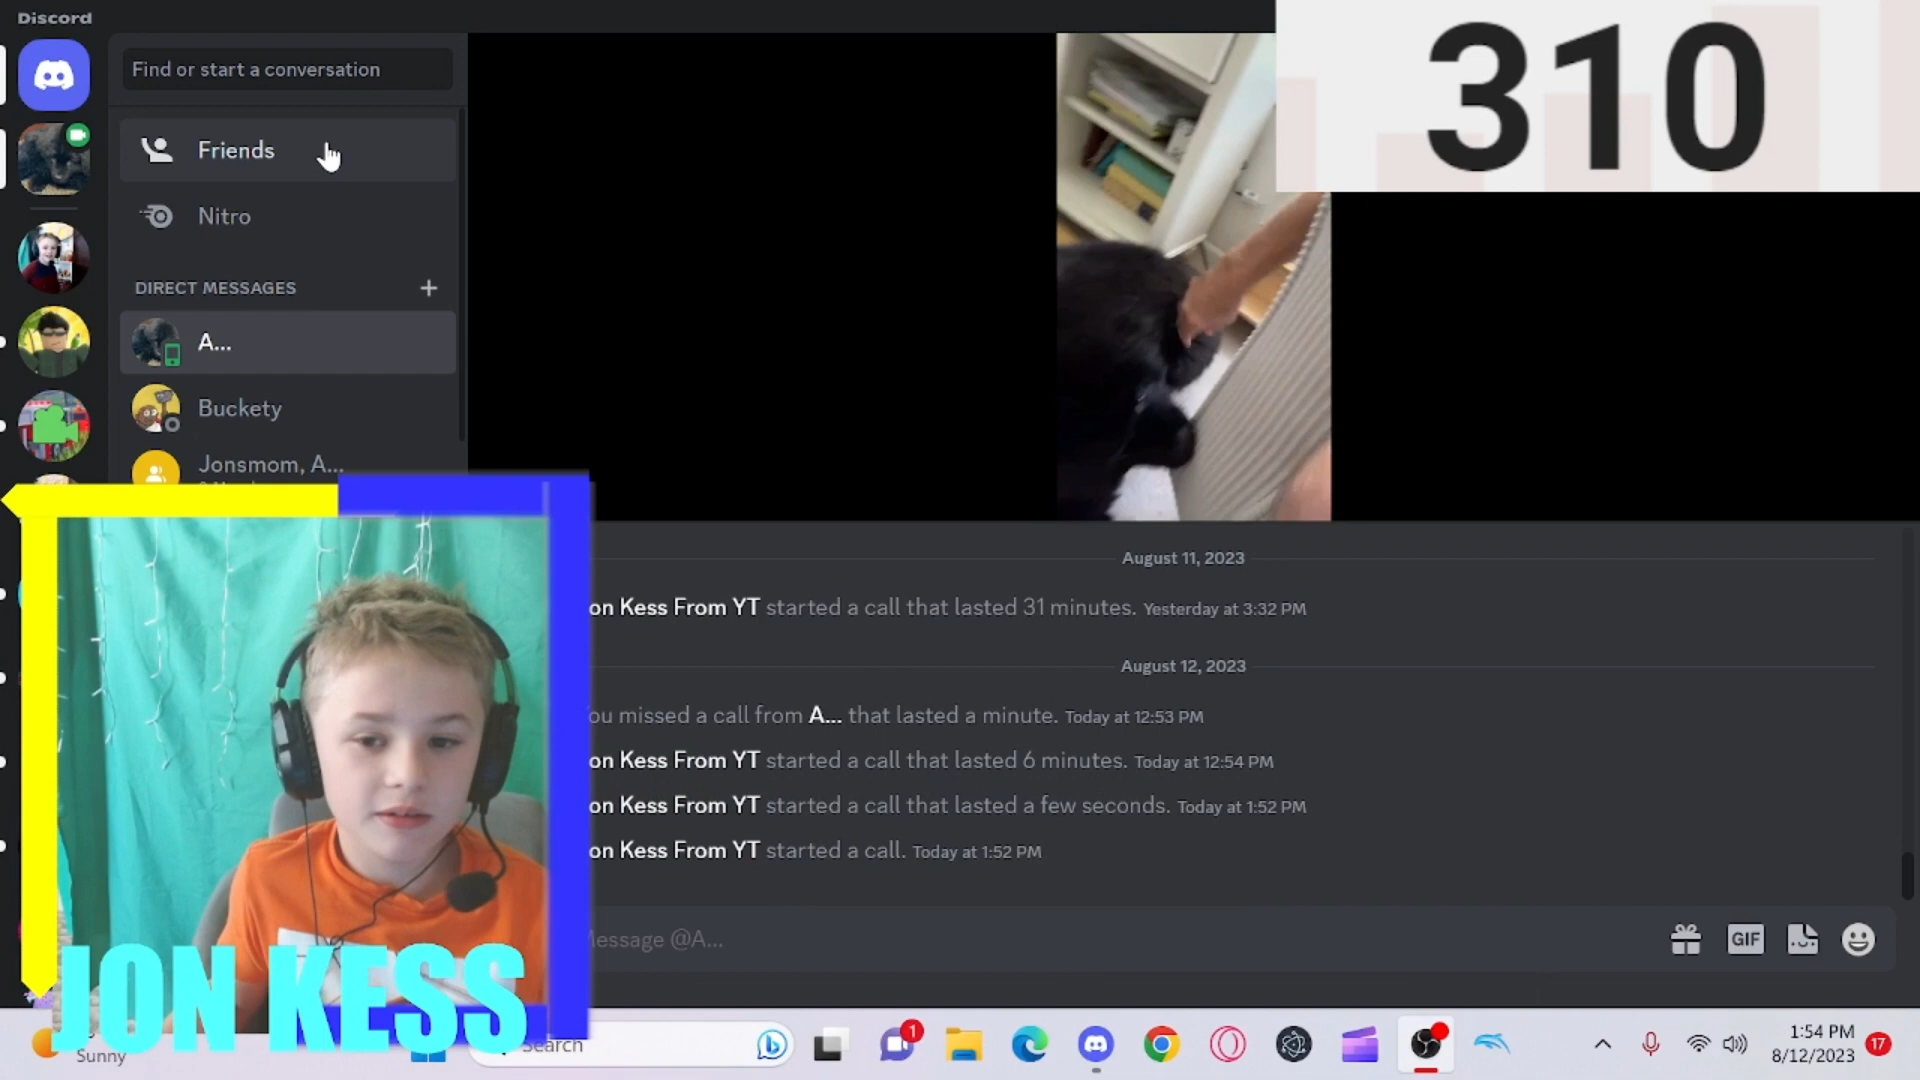 Discord
Find or start a conversation
310
Friends
Nitro
DIRECT MESSAGES +
A...
Buckety
Jonsmom, A...
August 11, 2023
on Kess From YT started a call that lasted 31 minutes. Yesterday at 3:32 PM
August 12, 2023
ou missed a call from A... that lasted a minute. Today at 12:53 PM
on Kess From YT started a call that lasted 6 minutes. Today at 12:54 PM
on Kess From YT started a call that lasted a few seconds. Today at 1:52 PM
on Kess From YT started a call. Today at 1:52 PM
Message @A...
GIF
JON KESS
Sunny
Search
1
1:54 PM
8/12/2023
17